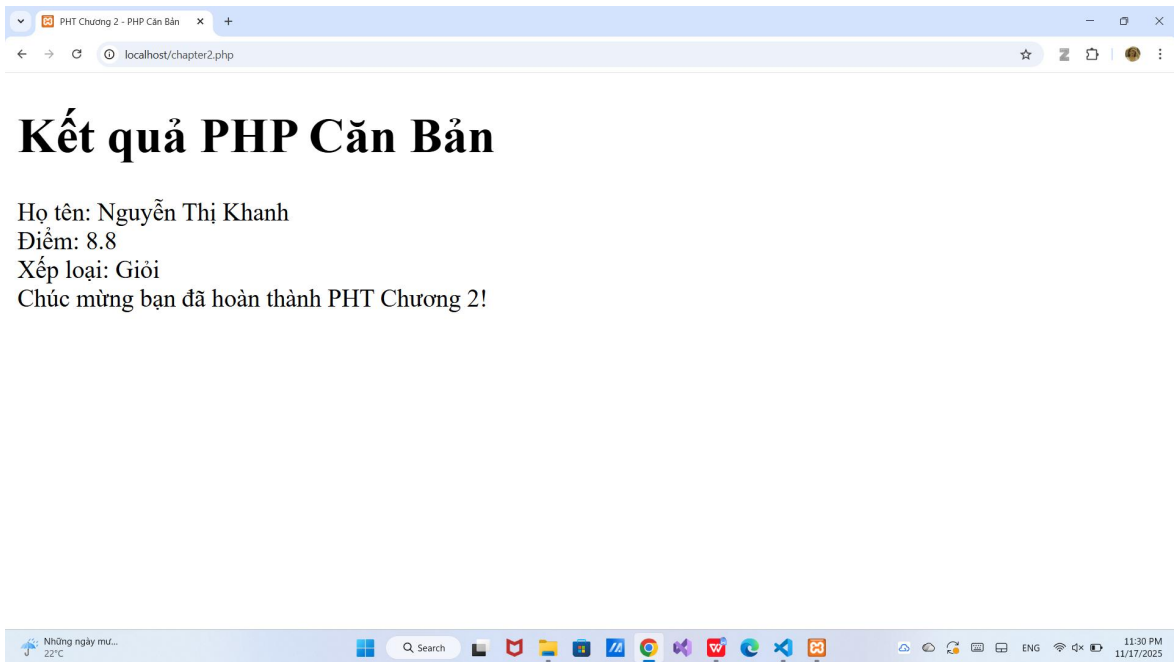 PHT Chương 2 - PHP Căn Bản
localhost/chapter2.php
Kết quả PHP Căn Bản
Họ tên: Nguyễn Thị Khanh
Điểm: 8.8
Xếp loại: Giỏi
Chúc mừng bạn đã hoàn thành PHT Chương 2!
Những ngày mư...
22°C
Search
ENG
11:30 PM
11/17/2025